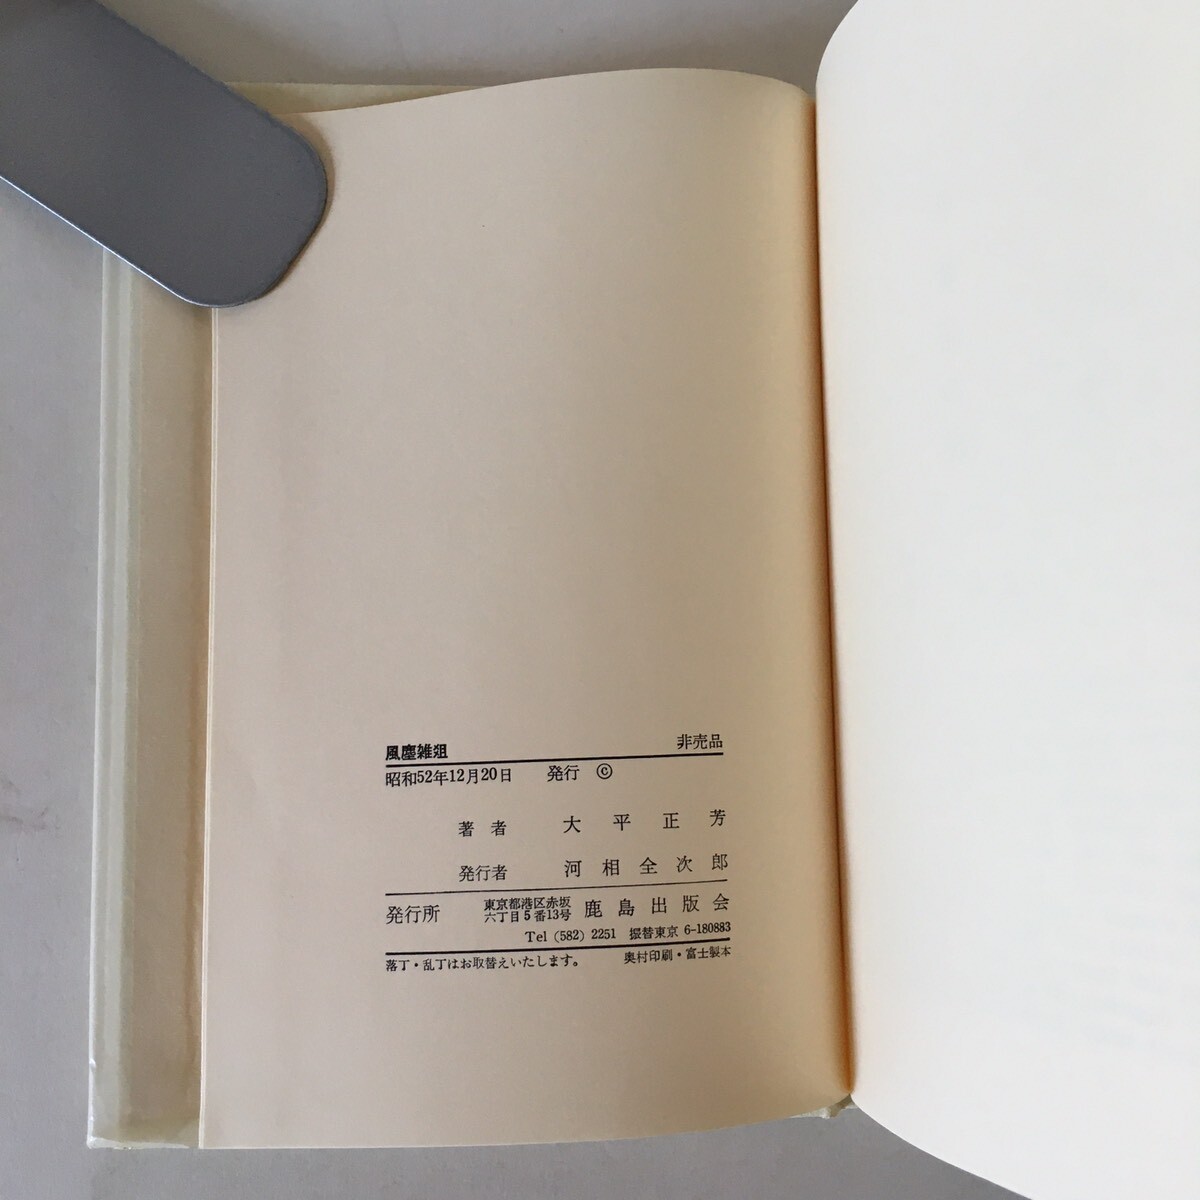 風塵雑俎　非売品
昭和52年12月20日　発行 ©
著者　大平正芳
発行者　河相全次郎
発行所　東京都港区赤坂六丁目5番13号　鹿島出版会
Tel (582) 2251　振替東京 6-180883
落丁・乱丁はお取替えいたします。　奥村印刷・富士製本